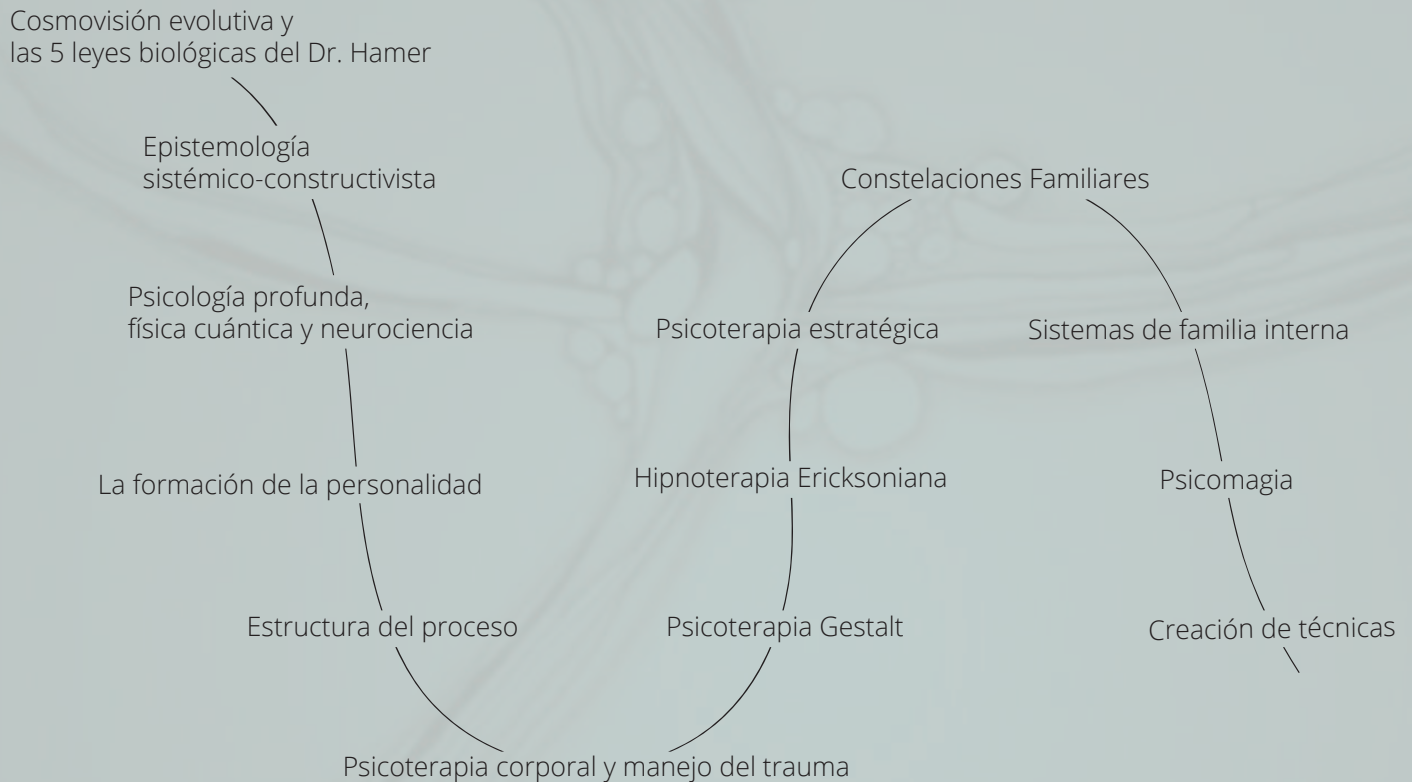 Cosmovisión evolutiva y
las 5 leyes biológicas del Dr. Hamer
Epistemología
sistémico-constructivista
Psicología profunda,
física cuántica y neurociencia
La formación de la personalidad
Estructura del proceso
Psicoterapia corporal y manejo del trauma
Psicoterapia Gestalt
Hipnoterapia Ericksoniana
Psicoterapia estratégica
Constelaciones Familiares
Sistemas de familia interna
Psicomagia
Creación de técnicas